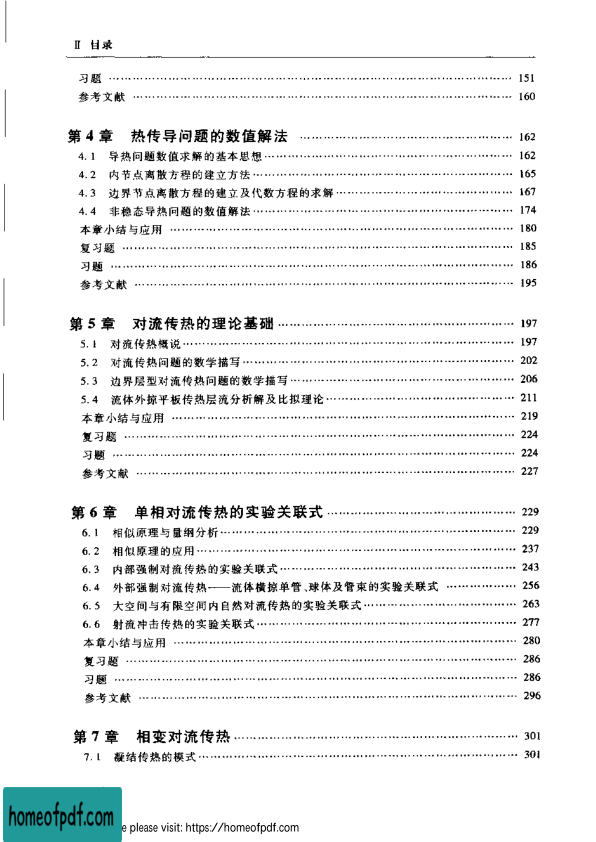 Ⅱ 目录
习题 …… 151
参考文献 …… 160
第4章 热传导问题的数值解法 …… 162
4.1 导热问题数值求解的基本思想 …… 162
4.2 内节点离散方程的建立方法 …… 165
4.3 边界节点离散方程的建立及代数方程的求解 …… 167
4.4 非稳态导热问题的数值解法 …… 174
本章小结与应用 …… 180
复习题 …… 185
习题 …… 186
参考文献 …… 195
第5章 对流传热的理论基础 …… 197
5.1 对流传热概说 …… 197
5.2 对流传热问题的数学描写 …… 202
5.3 边界层型对流传热问题的数学描写 …… 206
5.4 流体外掠平板传热层流分析解及比拟理论 …… 211
本章小结与应用 …… 219
复习题 …… 224
习题 …… 224
参考文献 …… 227
第6章 单相对流传热的实验关联式 …… 229
6.1 相似原理与量纲分析 …… 229
6.2 相似原理的应用 …… 237
6.3 内部强制对流传热的实验关联式 …… 243
6.4 外部强制对流传热——流体横掠单管、球体及管束的实验关联式 …… 256
6.5 大空间与有限空间内自然对流传热的实验关联式 …… 263
6.6 射流冲击传热的实验关联式 …… 277
本章小结与应用 …… 280
复习题 …… 286
习题 …… 286
参考文献 …… 296
第7章 相变对流传热 …… 301
7.1 凝结传热的模式 …… 301
homeofpdf.com
e please visit: https://homeofpdf.com